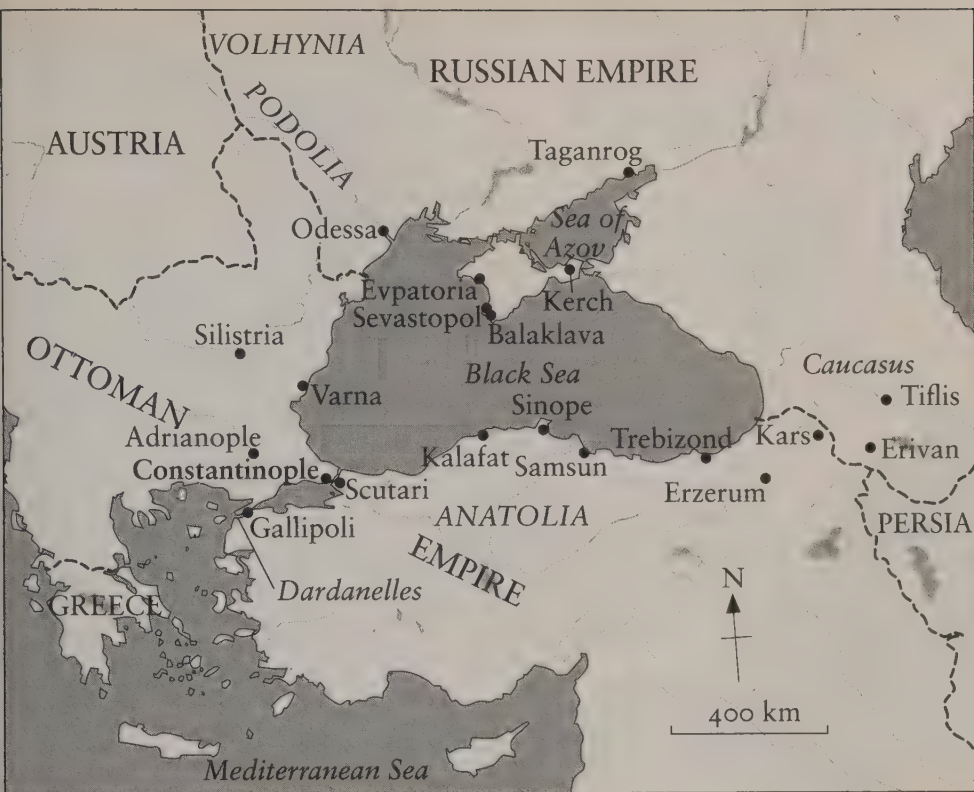 VOLHYNIA
RUSSIAN EMPIRE
PODOLIA
AUSTRIA
Taganrog
Odessa
Sea of
Azov
Evpatoria
Kerch
Sevastopol
Balaklava
Silistria
OTTOMAN
Black Sea
Caucasus
Varna
Sinope
Tiflis
Adrianople
Kalafat
Samsun
Trebizond
Kars
Erivan
Constantinople
Scutari
Erzerum
Gallipoli
ANATOLIA
PERSIA
EMPIRE
Dardanelles
N
GREECE
400 km
Mediterranean Sea